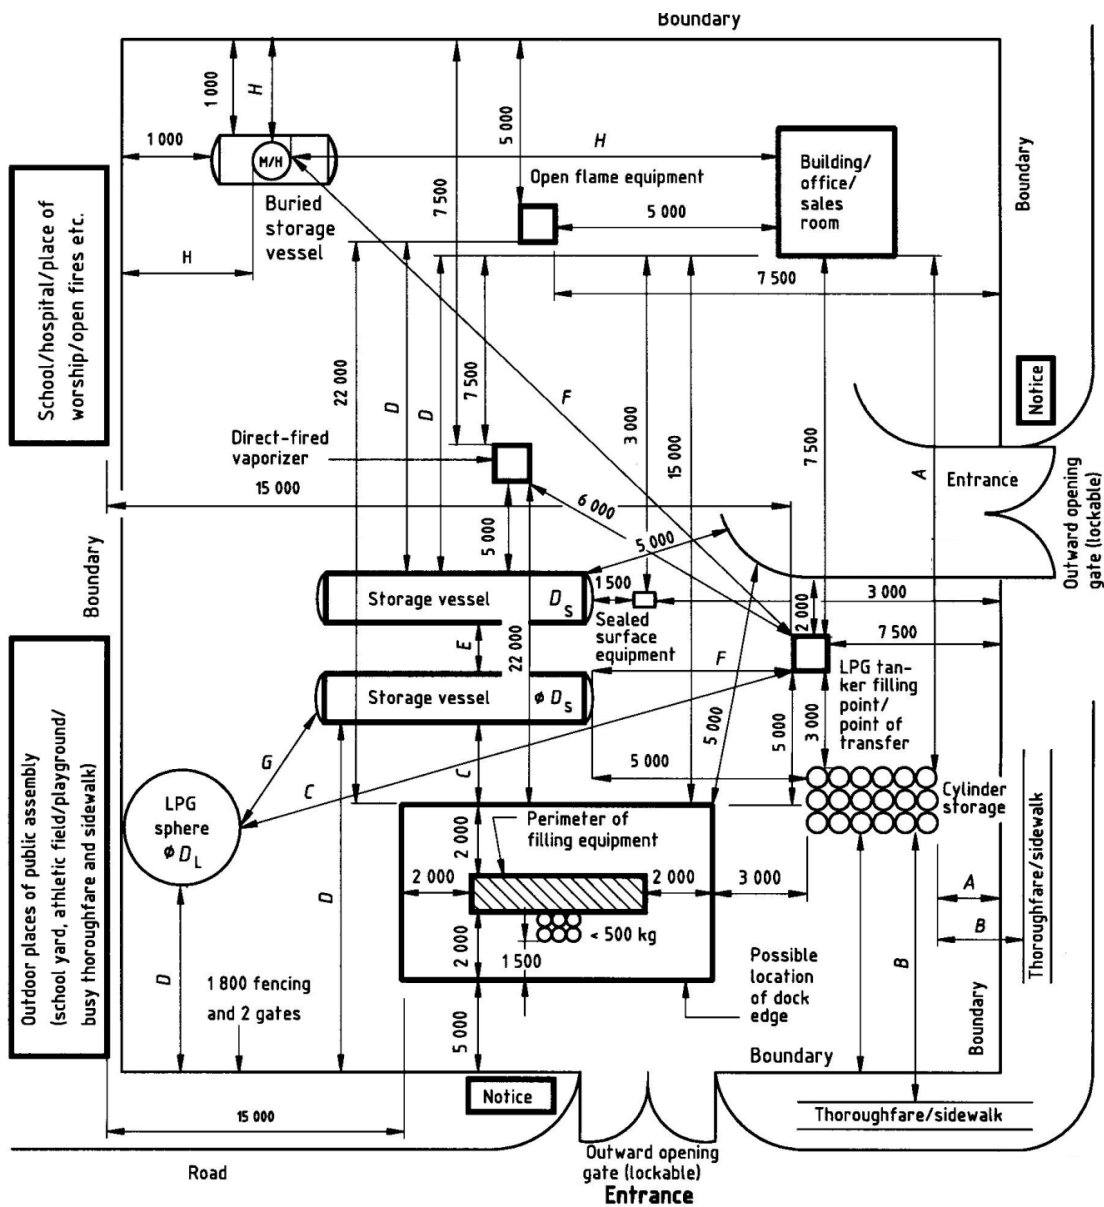 Boundary
1 000
H
5 000
1 000
M/H
H
Building/
office/
sales
room
Open flame equipment
7 500
5 000
Boundary
School/hospital/place of
worship/open fires etc.
Buried
storage
vessel
H
7 500
22 000
D
D
7 500
F
3 000
15 000
7 500
A
Notice
Direct-fired
vaporizer
15 000
6 000
Entrance
Outward opening
gate (lockable)
5 000
5 000
Boundary
Storage vessel DS
1 500
3 000
2 000
Sealed
surface
equipment
7 500
E
22 000
F
LPG tan-
ker filling
point/
point of
transfer
Storage vessel φ DS
5 000
5 000
3 000
Outdoor places of public assembly
(school yard, athletic field/playground/
busy thoroughfare and sidewalk)
G
C
C
5 000
LPG
sphere
φ DL
Cylinder
storage
Perimeter of
filling equipment
2 000
2 000
2 000
3 000
A
B
Thoroughfare/sidewalk
D
D
< 500 kg
2 000
1 500
B
1 800 fencing
and 2 gates
Possible
location
of dock
edge
5 000
Boundary
Boundary
Notice
15 000
Thoroughfare/sidewalk
Road
Outward opening
gate (lockable)
Entrance